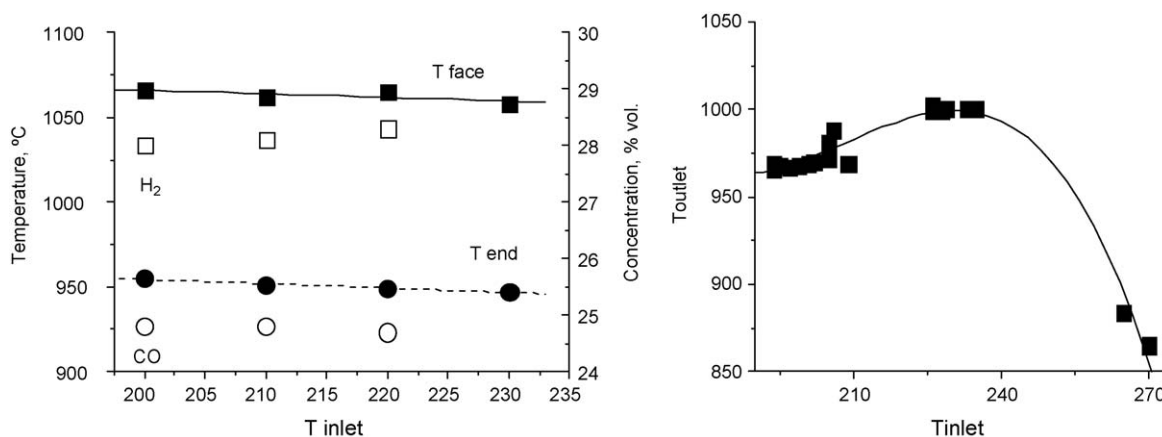 1100
1050
1000
950
900
Temperature, ºC
T face
H₂
T end
CO
30
29
28
27
26
25
24
Concentration, % vol.
200 205 210 215 220 225 230 235
T inlet
1050
1000
950
900
850
Toutlet
210 240 270
Tinlet